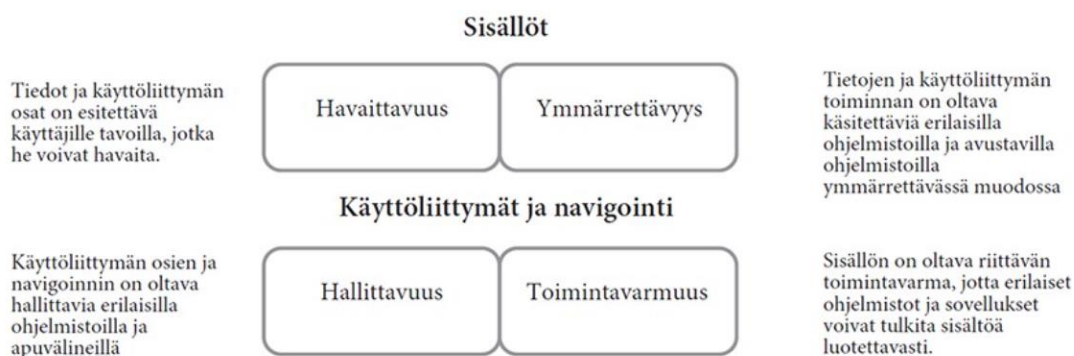 Sisällöt
Tiedot ja käyttöliittymän
osat on esitettävä
käyttäjille tavoilla, jotka
he voivat havaita.
Havaittavuus
Ymmärrettävyys
Tietojen ja käyttöliittymän
toiminnan on oltava
käsitettäviä erilaisilla
ohjelmistoilla ja avustavilla
ohjelmistoilla
ymmärrettävässä muodossa
Käyttöliittymät ja navigointi
Käyttöliittymän osien ja
navigoinnin on oltava
hallittavia erilaisilla
ohjelmistoilla ja
apuvälineillä
Hallittavuus
Toimintavarmuus
Sisällön on oltava riittävän
toimintavarma, jotta erilaiset
ohjelmistot ja sovellukset
voivat tulkita sisältöä
luotettavasti.